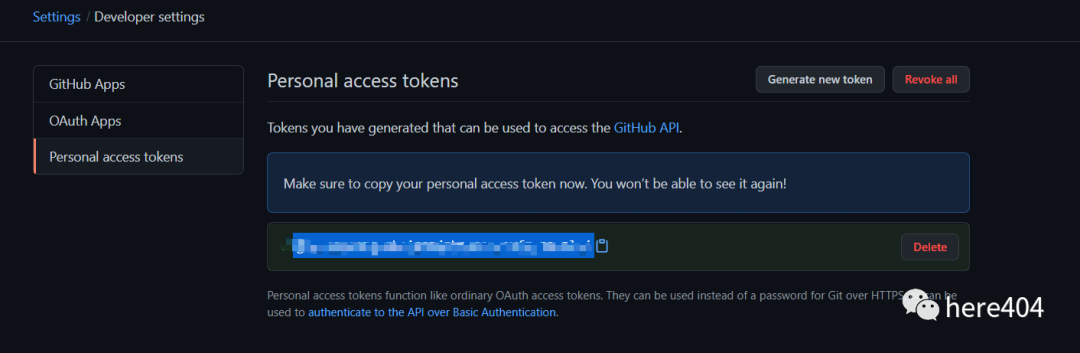 Settings / Developer settings
GitHub Apps
OAuth Apps
Personal access tokens
Personal access tokens
Generate new token
Revoke all
Tokens you have generated that can be used to access the GitHub API.
Make sure to copy your personal access token now. You won't be able to see it again!
Delete
Personal access tokens function like ordinary OAuth access tokens. They can be used instead of a password for Git over HTTPS, can be
used to authenticate to the API over Basic Authentication.
here404